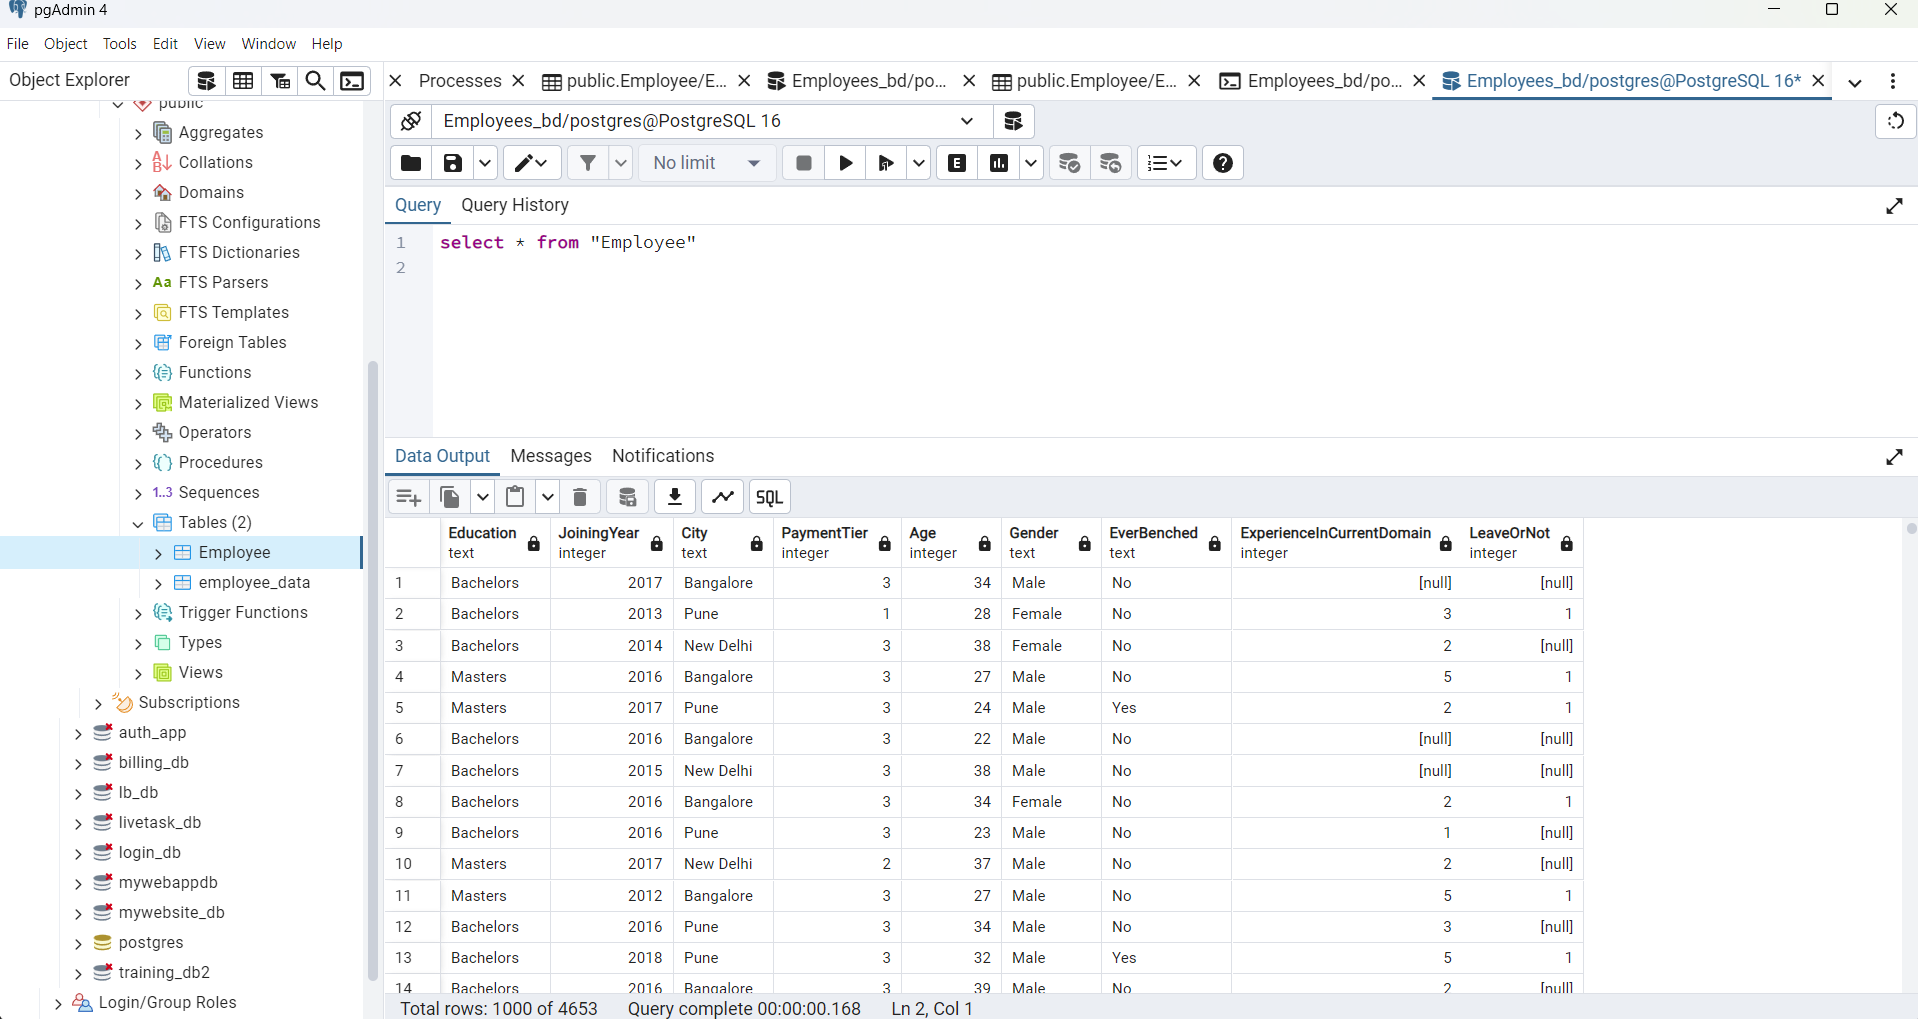 pgAdmin 4
File Object Tools Edit View Window Help
Object Explorer
Processes public.Employee/E... Employees_bd/po... public.Employee/E... Employees_bd/po... Employees_bd/postgres@PostgreSQL 16*
public
Aggregates
Collations
Domains
FTS Configurations
FTS Dictionaries
Aa FTS Parsers
FTS Templates
Foreign Tables
Functions
Materialized Views
Operators
Procedures
1..3 Sequences
Tables (2)
Employee
employee_data
Trigger Functions
Types
Views
Subscriptions
auth_app
billing_db
lb_db
livetask_db
login_db
mywebappdb
mywebsite_db
postgres
training_db2
Login/Group Roles
Employees_bd/postgres@PostgreSQL 16
No limit E
Query Query History
1 select * from "Employee"
2
Data Output Messages Notifications
SQL
Education JoiningYear City PaymentTier Age Gender EverBenched ExperienceInCurrentDomain LeaveOrNot
text integer text integer integer text text integer integer
1 Bachelors 2017 Bangalore 3 34 Male No [null] [null]
2 Bachelors 2013 Pune 1 28 Female No 3 1
3 Bachelors 2014 New Delhi 3 38 Female No 2 [null]
4 Masters 2016 Bangalore 3 27 Male No 5 1
5 Masters 2017 Pune 3 24 Male Yes 2 1
6 Bachelors 2016 Bangalore 3 22 Male No [null] [null]
7 Bachelors 2015 New Delhi 3 38 Male No [null] [null]
8 Bachelors 2016 Bangalore 3 34 Female No 2 1
9 Bachelors 2016 Pune 3 23 Male No 1 [null]
10 Masters 2017 New Delhi 2 37 Male No 2 [null]
11 Masters 2012 Bangalore 3 27 Male No 5 1
12 Bachelors 2016 Pune 3 34 Male No 3 [null]
13 Bachelors 2018 Pune 3 32 Male Yes 5 1
14 Bachelors 2016 Bangalore 3 39 Male No 2 [null]
Total rows: 1000 of 4653 Query complete 00:00:00.168 Ln 2, Col 1